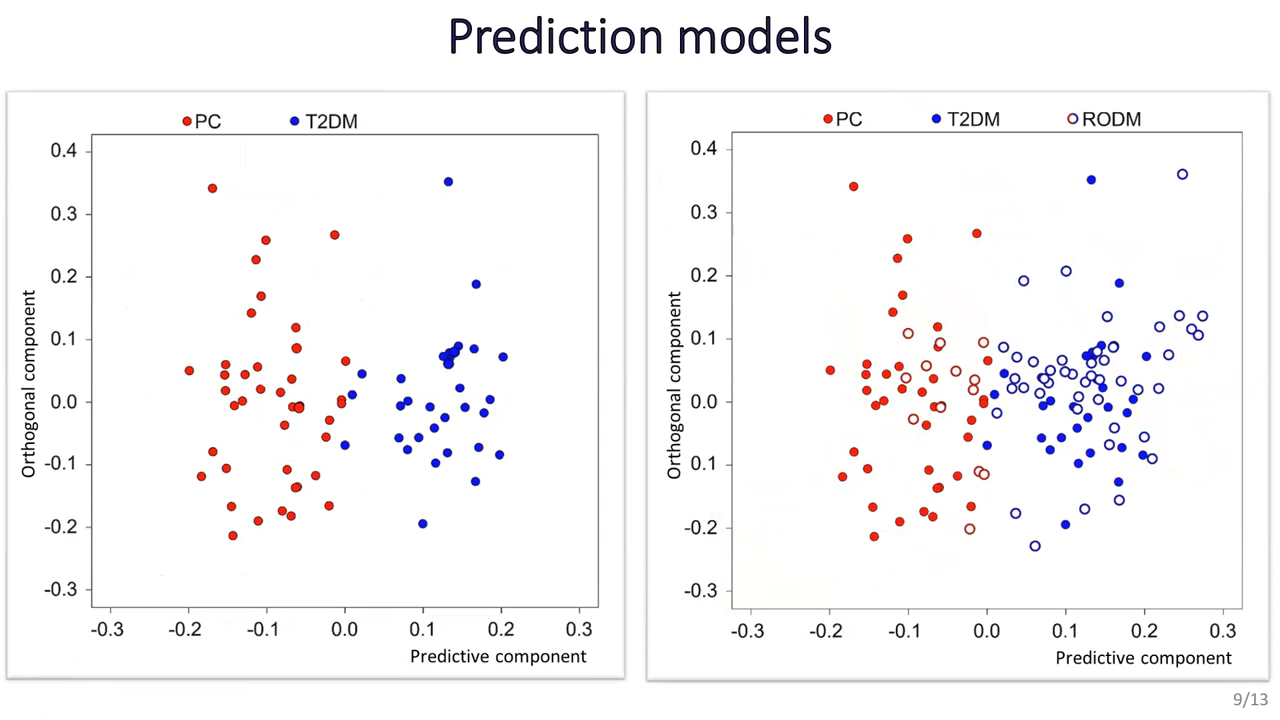 Prediction models
PC T2DM
0.4
0.3
0.2
0.1
0.0
-0.1
-0.2
-0.3
Orthogonal component
-0.3 -0.2 -0.1 0.0 0.1 0.2 0.3
Predictive component
PC T2DM RODM
0.4
0.3
0.2
0.1
0.0
0.1
-0.2
-0.3
Orthogonal component
-0.3 -0.2 -0.1 0.0 0.1 0.2 0.3
Predictive component
9/13